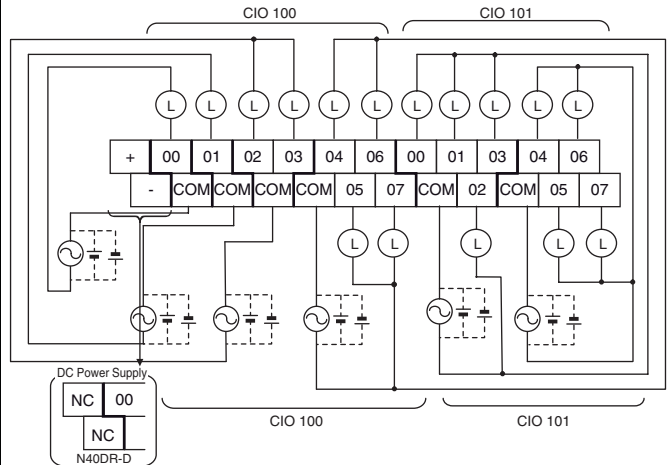 CIO 100 CIO 101
L L L L L L L L L L L
+ 00 01 02 03 04 06 00 01 03 04 06
- COM COM COM COM 05 07 COM 02 COM 05 07
L L L L L
DC Power Supply
NC 00
NC
N40DR-D
CIO 100 CIO 101